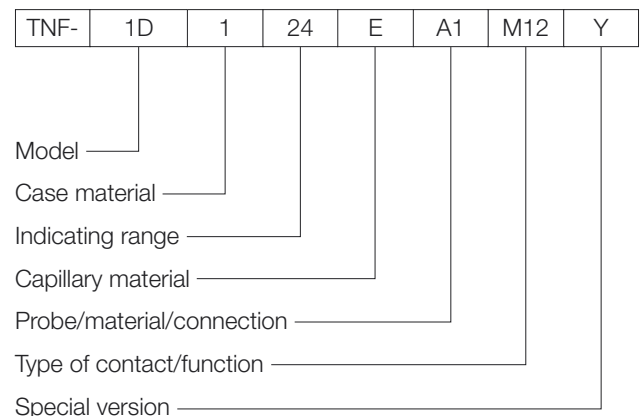 TNF- 1D 1 24 E A1 M12 Y
Model
Case material
Indicating range
Capillary material
Probe/material/connection
Type of contact/function
Special version